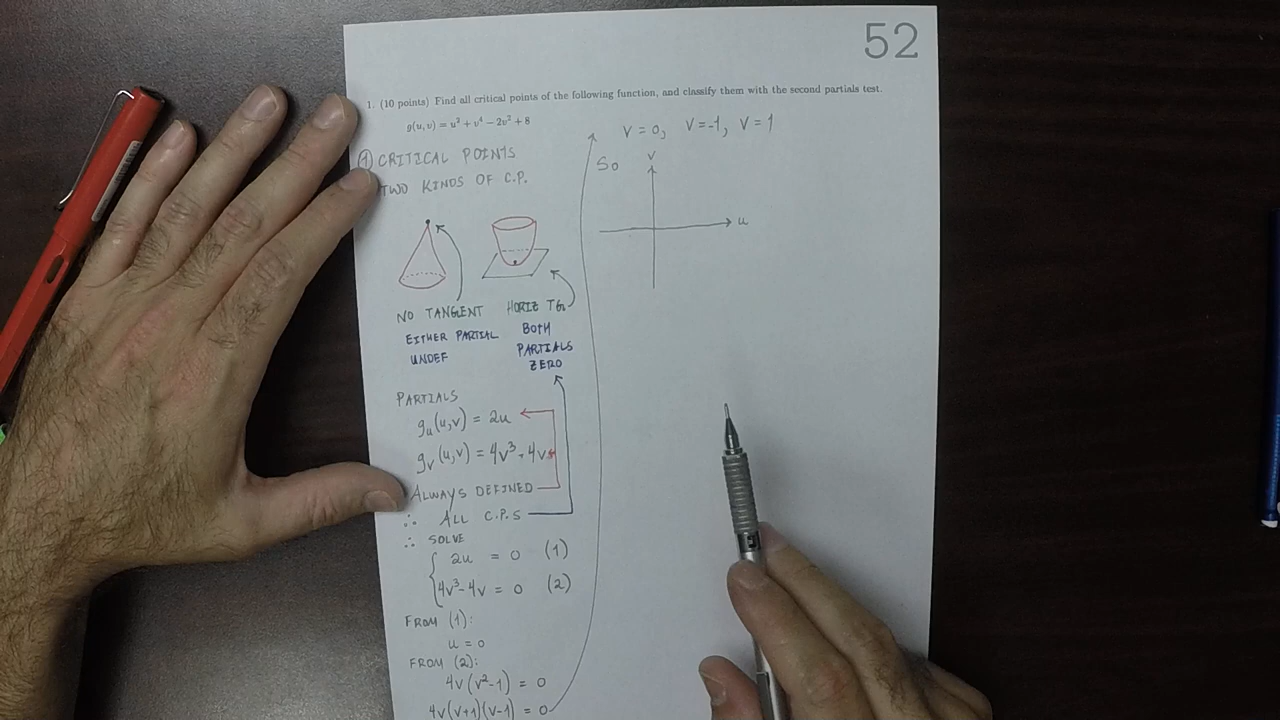 52
1. (10 points) Find all critical points of the following function, and classify them with the second partials test.
g(u, v) = u² + v⁴ − 2v² + 8
① CRITICAL POINTS
TWO KINDS OF C.P.
NO TANGENT
EITHER PARTIAL
UNDEF
HORIZ TG
BOTH
PARTIALS
ZERO
PARTIALS
g_u(u,v) = 2u
g_v(u,v) = 4v³ - 4v
ALWAYS DEFINED
∴ ALL C.P.S
∴ SOLVE
2u = 0 (1)
4v³-4v = 0 (2)
FROM (1):
u = 0
FROM (2):
4v(v²-1) = 0
4v(v+1)(v-1) = 0
v = 0, v=-1, v = 1
So
v
u